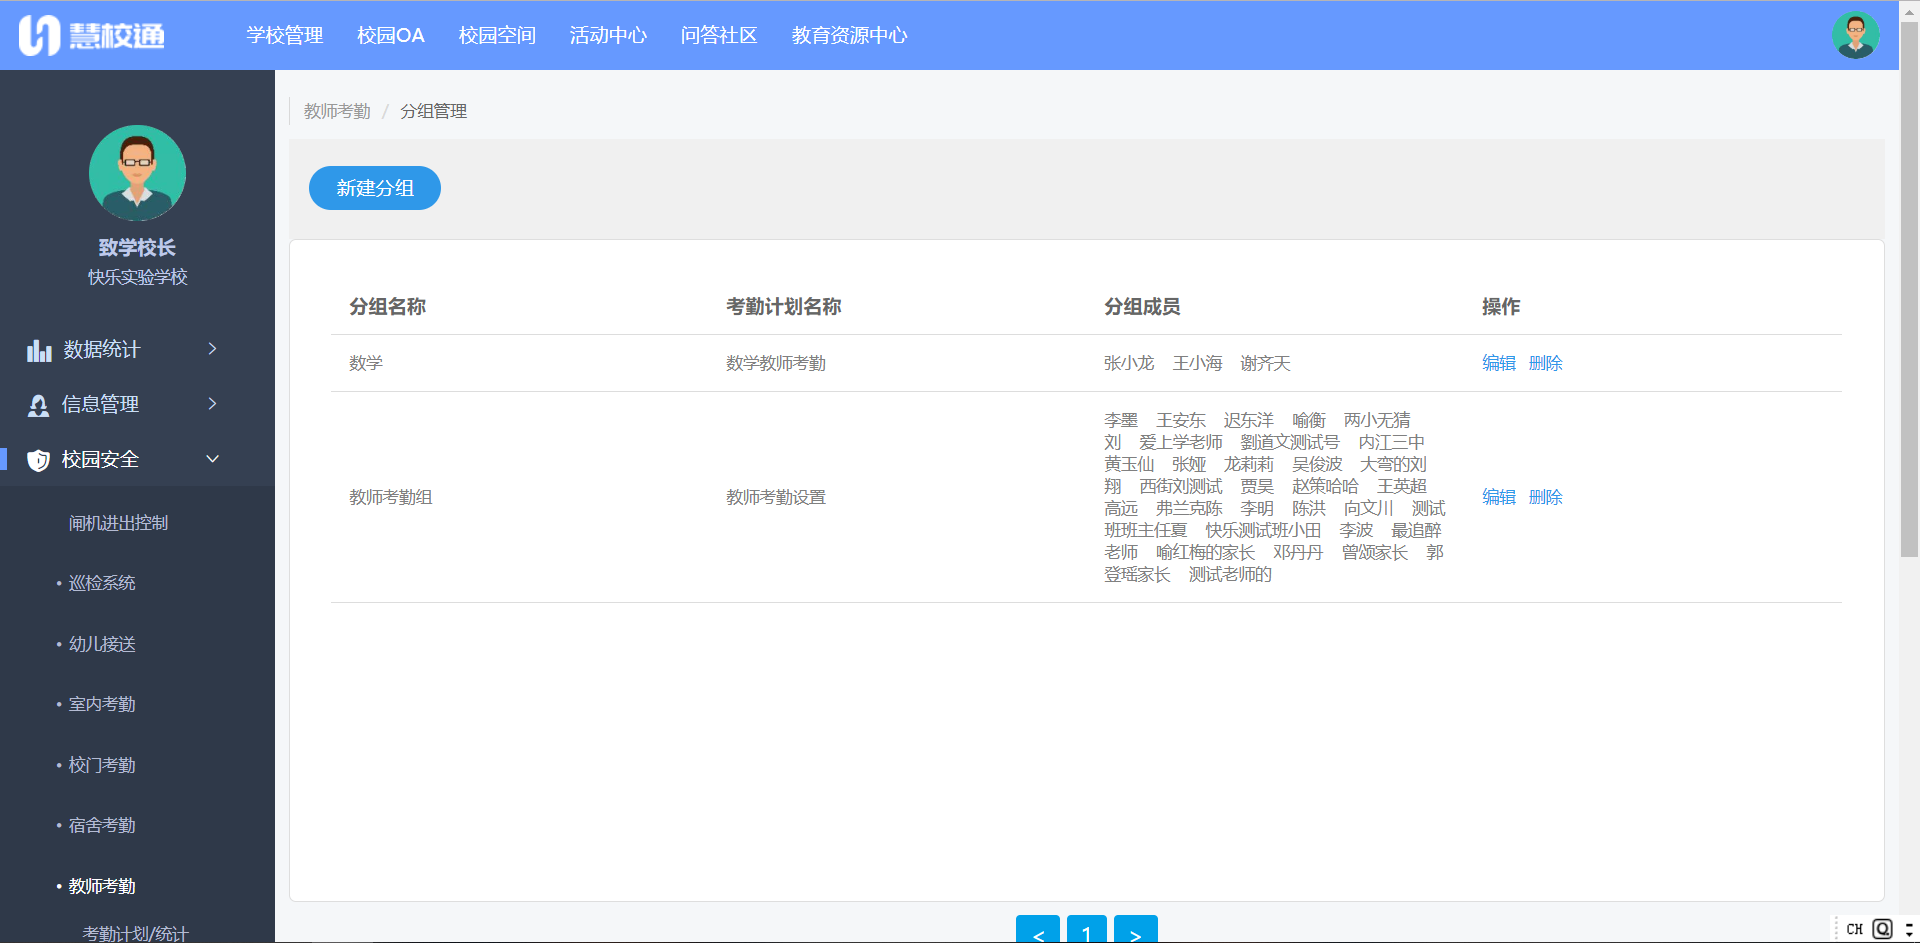 慧校通
学校管理 校园OA 校园空间 活动中心 问答社区 教育资源中心
致学校长
快乐实验学校
数据统计
信息管理
校园安全
闸机进出控制
• 巡检系统
• 幼儿接送
• 室内考勤
• 校门考勤
• 宿舍考勤
• 教师考勤
考勤计划/统计
教师考勤 / 分组管理
新建分组
分组名称 考勤计划名称 分组成员 操作
数学 数学教师考勤 张小龙 王小海 谢齐天 编辑 删除
教师考勤组 教师考勤设置
李墨 王安东 迟东洋 喻衡 两小无猜
刘 爱上学老师 劉道文测试号 内江三中
黄玉仙 张娅 龙莉莉 吴俊波 大弯的刘
翔 西街刘测试 贾昊 赵策哈哈 王英超
高远 弗兰克陈 李明 陈洪 向文川 测试
班班主任夏 快乐测试班小田 李波 最追醉
老师 喻红梅的家长 邓丹丹 曾颂家长 郭
登瑶家长 测试老师的
编辑 删除
< 1 >
CH